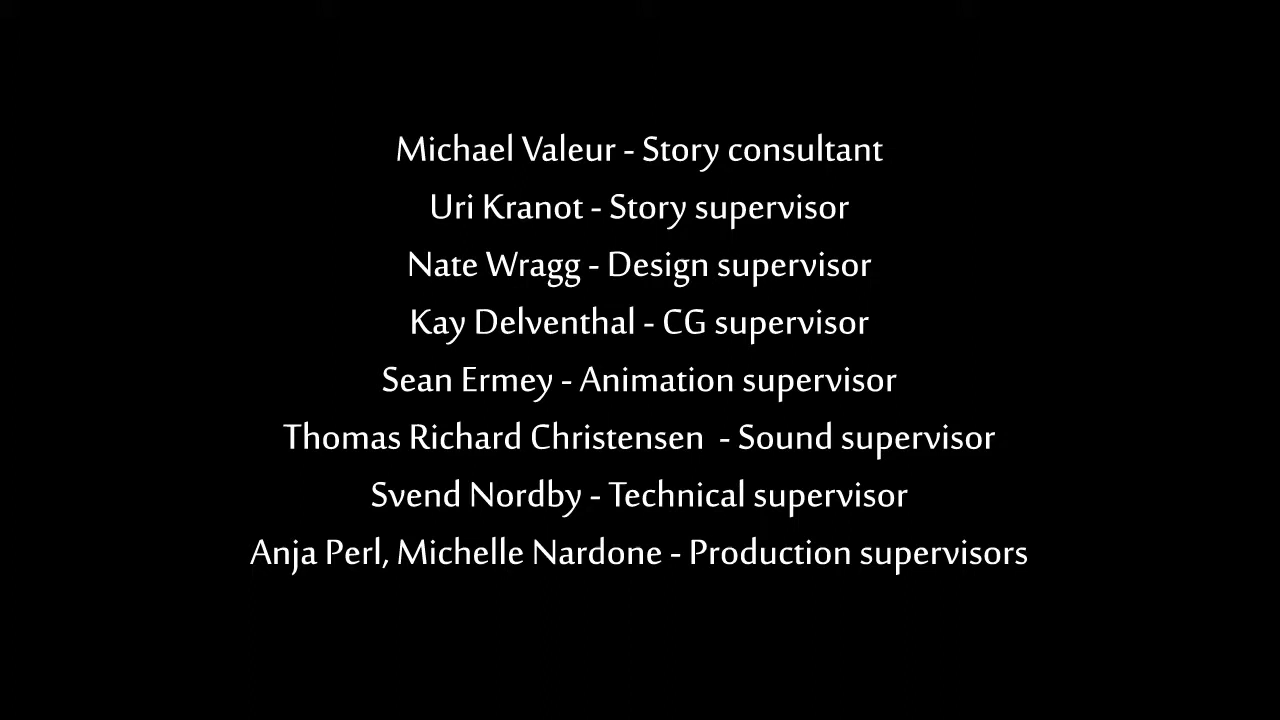 Michael Valeur - Story consultant
Uri Kranot - Story supervisor
Nate Wragg - Design supervisor
Kay Delventhal - CG supervisor
Sean Ermey - Animation supervisor
Thomas Richard Christensen  - Sound supervisor
Svend Nordby - Technical supervisor
Anja Perl, Michelle Nardone - Production supervisors